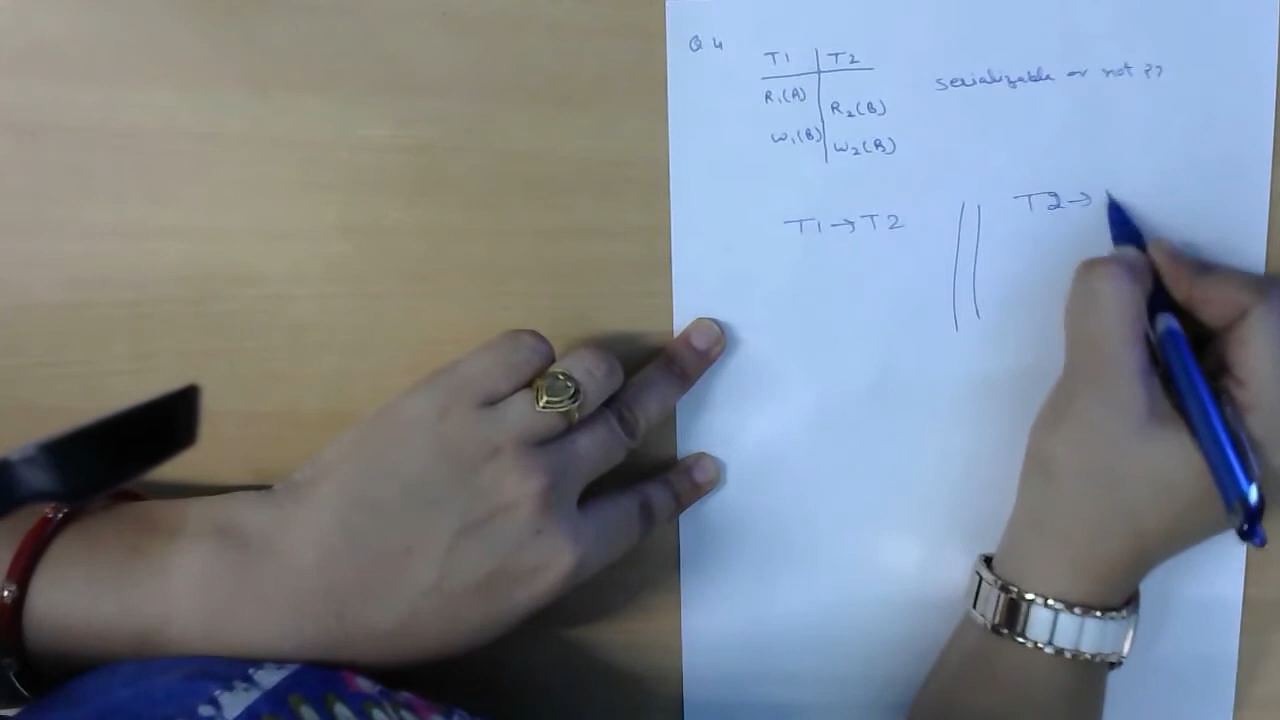 Q 4
T1 T2
R1(A)
R2(B)
W1(B)
W2(B)
serializable or not ??
T1 → T2
T2 →